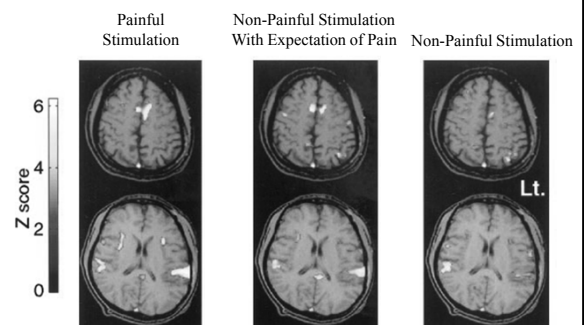 Painful
Stimulation
Non-Painful Stimulation
With Expectation of Pain
Non-Painful Stimulation
6
4
2
0
Z score
Lt.